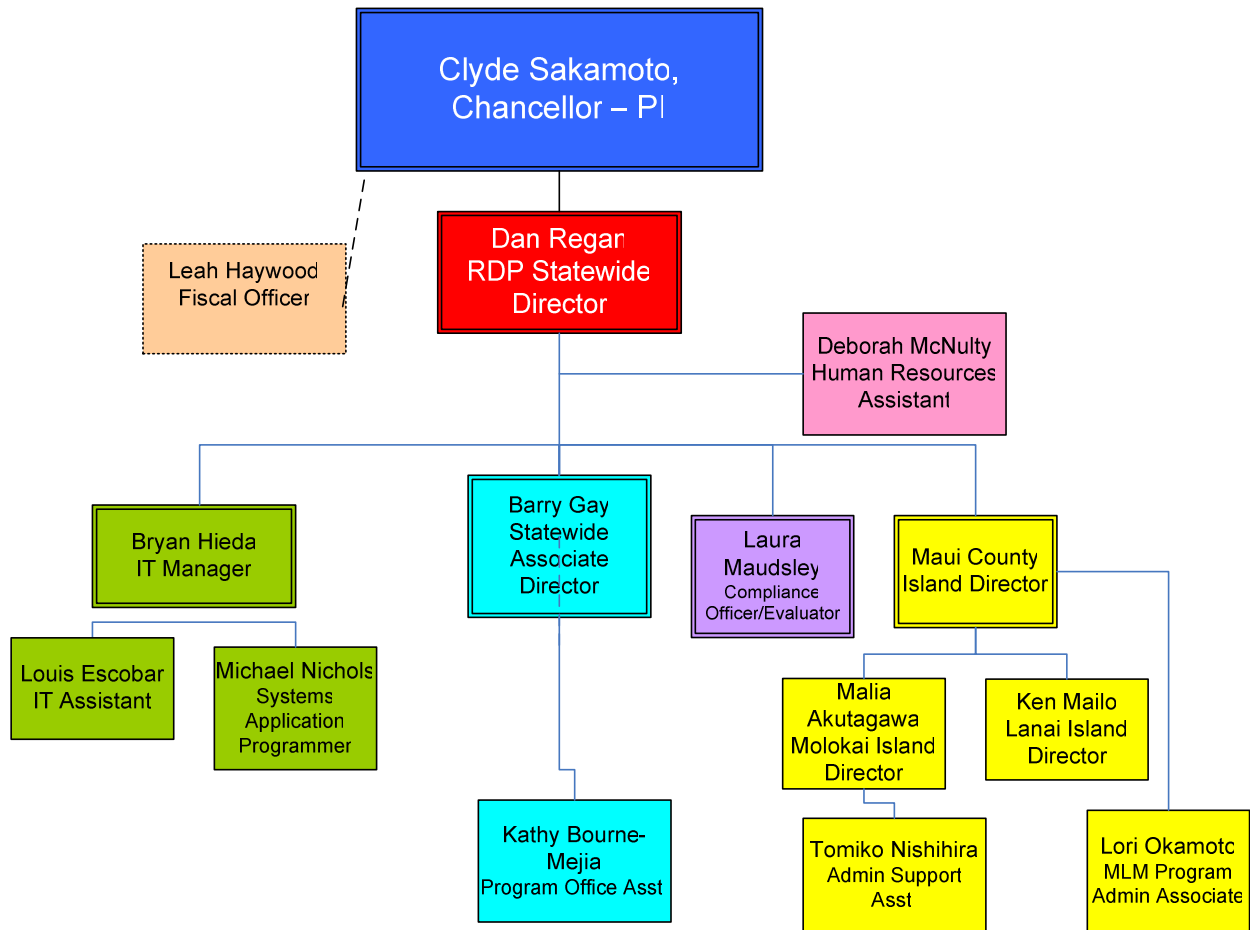 Clyde Sakamoto,
Chancellor – PI
Dan Regan
RDP Statewide
Director
Leah Haywood
Fiscal Officer
Deborah McNulty
Human Resources
Assistant
Bryan Hieda
IT Manager
Barry Gay
Statewide
Associate
Director
Laura
Maudsley
Compliance
Officer/Evaluator
Maui County
Island Director
Louis Escobar
IT Assistant
Michael Nichols
Systems
Application
Programmer
Malia
Akutagawa
Molokai Island
Director
Ken Mailo
Lanai Island
Director
Kathy Bourne-
Mejia
Program Office Asst
Tomiko Nishihira
Admin Support
Asst
Lori Okamoto
MLM Program
Admin Associate